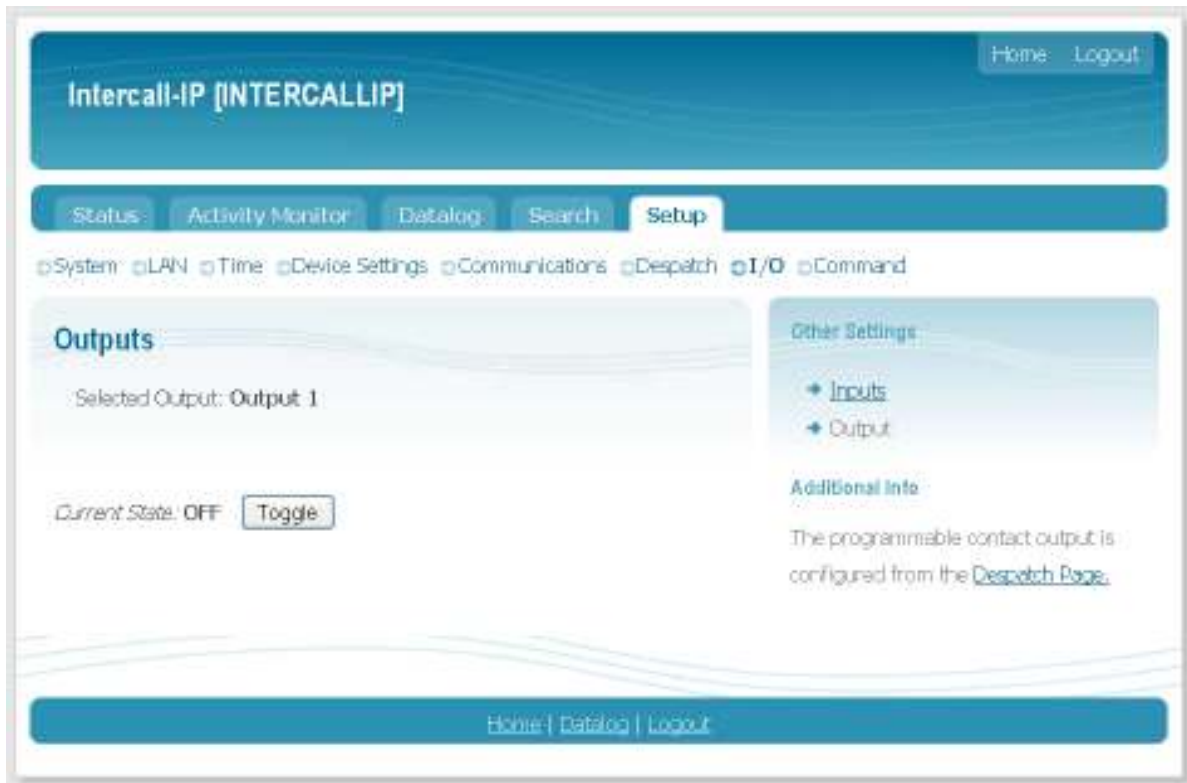 Home Logout
Intercall-IP [INTERCALLIP]
Status Activity Monitor Datalog Search Setup
System LAN Time Device Settings Communications Despatch I/O Command
Outputs
Selected Output: Output 1
Current State: OFF Toggle
Other Settings
Inputs
Output
Additional Info
The programmable contact output is
configured from the Despatch Page.
Home | Datalog | Logout